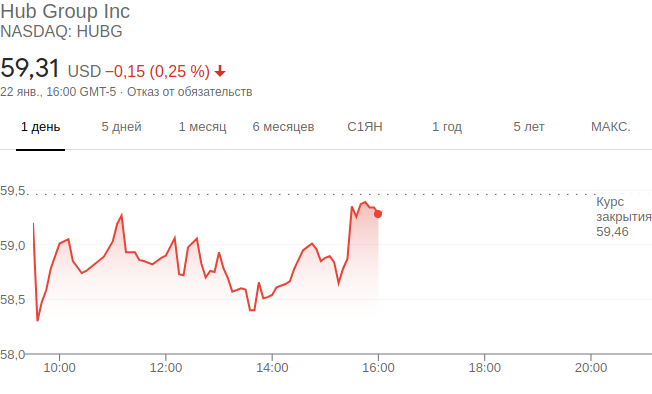 Hub Group Inc
NASDAQ: HUBG
59,31 USD −0,15 (0,25 %)
22 янв., 16:00 GMT-5 · Отказ от обязательств
1 день 5 дней 1 месяц 6 месяцев С1ЯН 1 год 5 лет МАКС.
59,5
Курс
закрытия
59,46
59,0
58,5
58,0
10:00 12:00 14:00 16:00 18:00 20:00